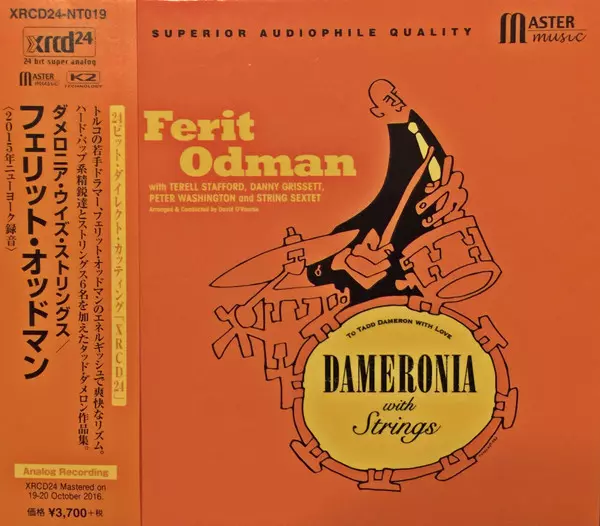 XRCD24-NT019
xrcd24
24 bit super analog
MASTER music
K2 TECHNOLOGY
24ビット・ダイレクト・カッティング「XRCD24」
トルコの若手ドラマー、フェリット・オッドマンのエネルギッシュで爽快なリズム。
ハード・バップ系精鋭達とストリングス6名を加えたタッド・ダメロン作品集。
ダメロニア・ウィズ・ストリングス/
フェリット・オッドマン
〈2015年ニューヨーク録音〉
Analog Recording
XRCD24 Mastered on
19-20 October 2016.
価格 ¥3,700+税
SUPERIOR AUDIOPHILE QUALITY
MASTER
music
Ferit
Odman
with TERELL STAFFORD, DANNY GRISSETT,
PETER WASHINGTON and STRING SEXTET
Arranged & Conducted by David O'Rourke
TO TADD DAMERON WITH LOVE
DAMERONIA
with
Strings